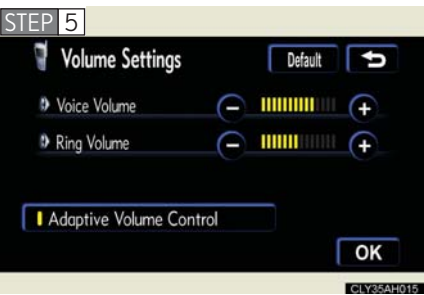 STEP 5
Volume Settings Default
Voice Volume
Ring Volume
Adaptive Volume Control
OK
CLY35AH015